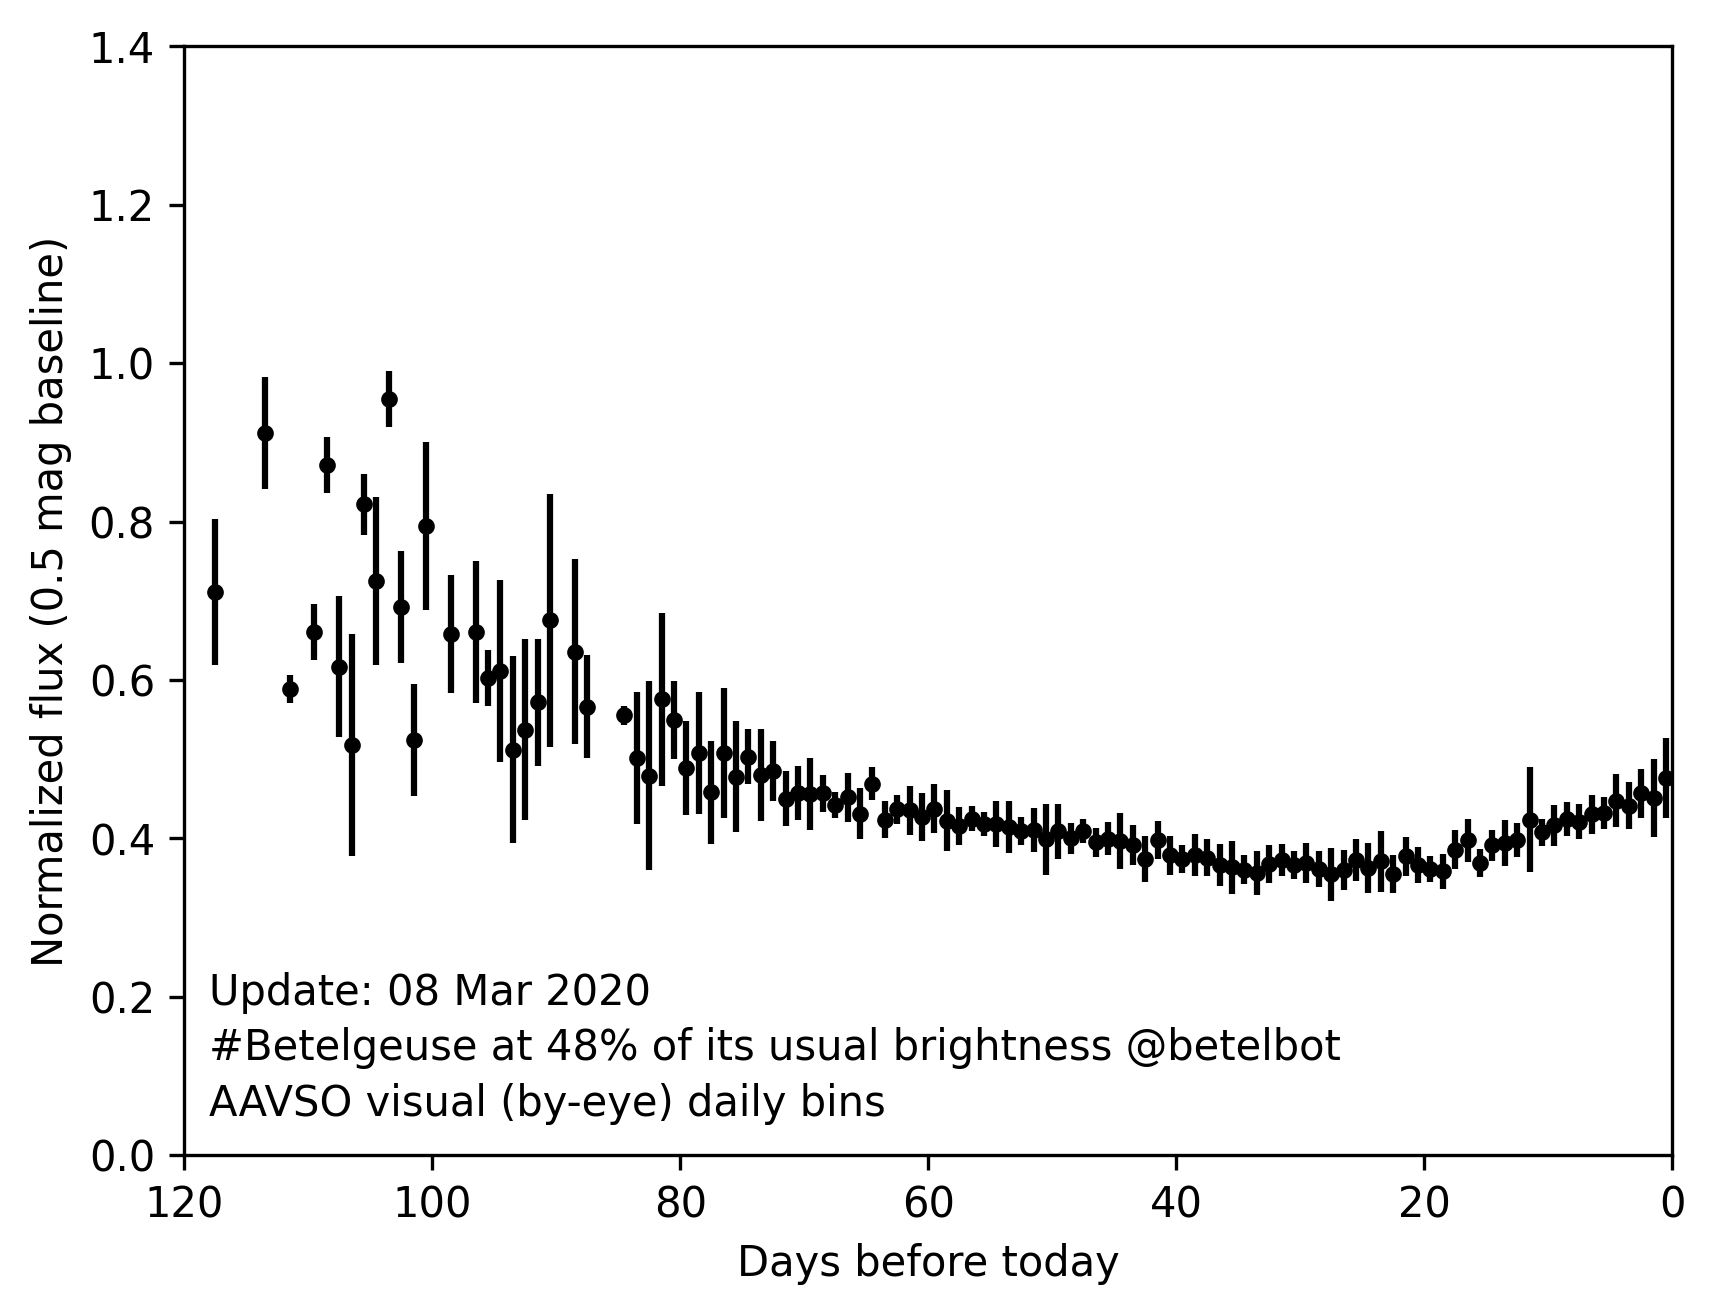 1.4
1.2
1.0
0.8
0.6
0.4
0.2
0.0
Normalized flux (0.5 mag baseline)
Update: 08 Mar 2020
#Betelgeuse at 48% of its usual brightness @betelbot
AAVSO visual (by-eye) daily bins
120 100 80 60 40 20 0
Days before today